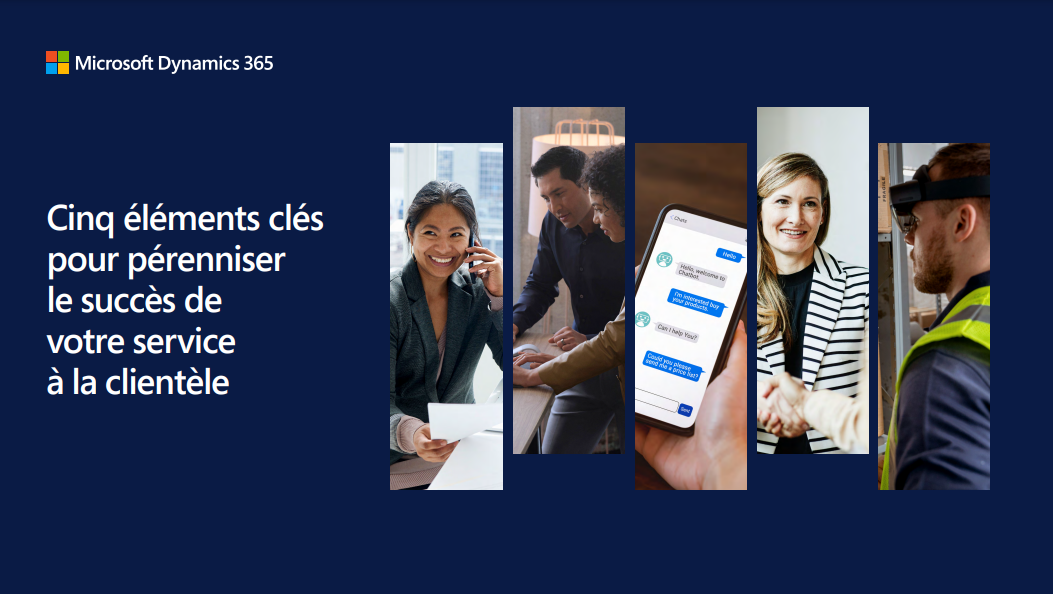 Microsoft Dynamics 365
Cinq éléments clés
pour pérenniser
le succès de
votre service
à la clientèle
Chats
Hello
Hello, welcome to
Chatbot.
I'm interested buy
your products.
Can I help You?
Could you please
send me a price list?
Send